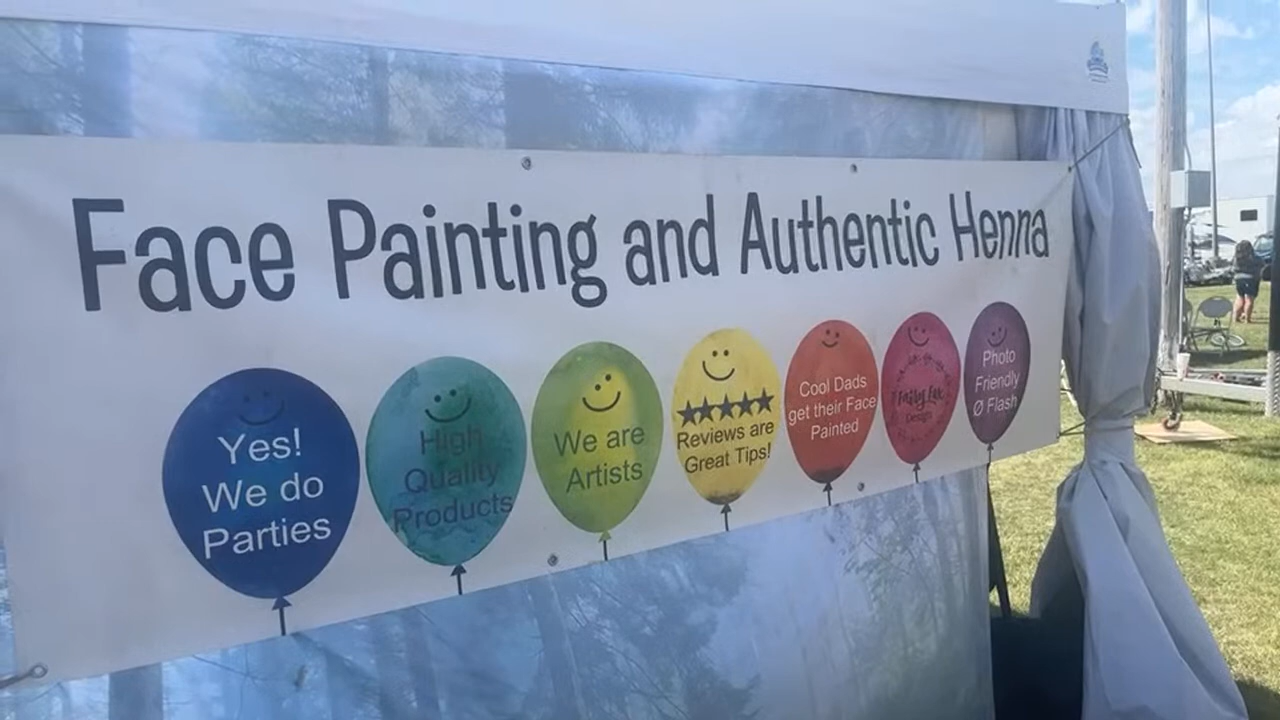 Face Painting and Authentic Henna
Yes!
We do
Parties
High
Quality
Products
We are
Artists
Reviews are
Great Tips!
Cool Dads
get their Face
Painted
Design
Photo
Friendly
Ø Flash